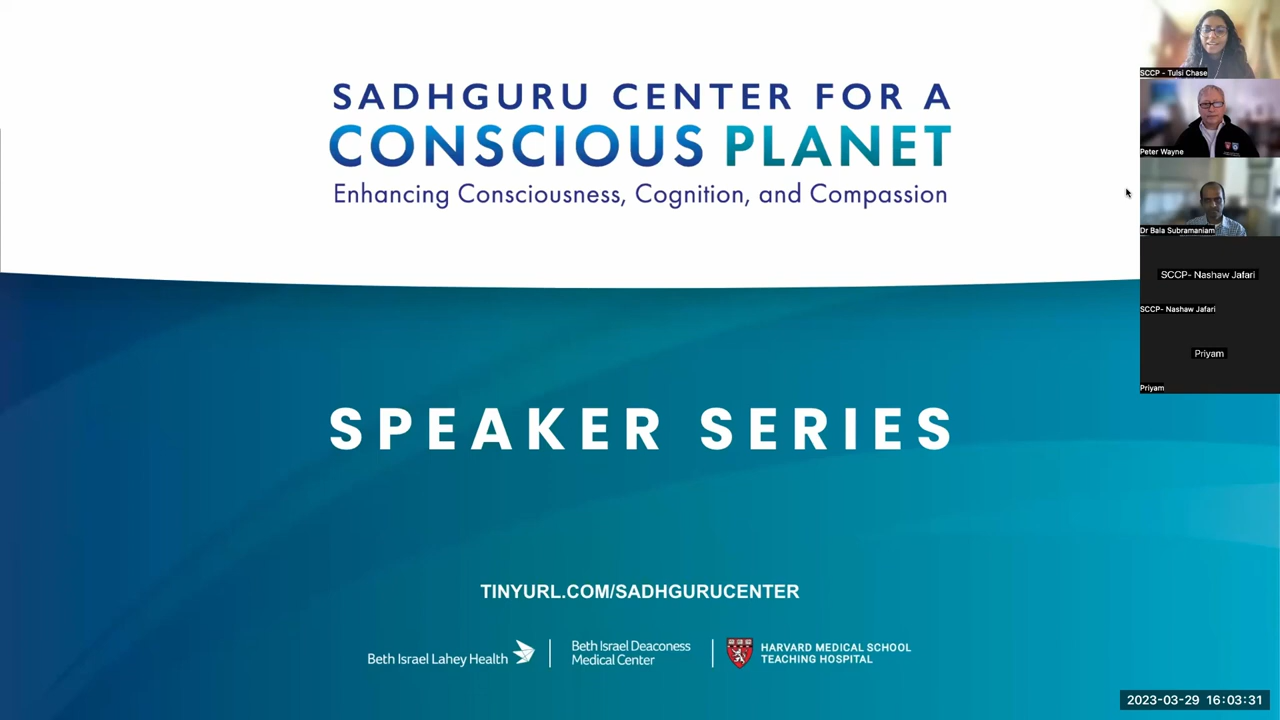 SADHGURU CENTER FOR A
CONSCIOUS PLANET
Enhancing Consciousness, Cognition, and Compassion
SPEAKER SERIES
TINYURL.COM/SADHGURUCENTER
Beth Israel Lahey Health
Beth Israel Deaconess
Medical Center
HARVARD MEDICAL SCHOOL
TEACHING HOSPITAL
SCCP - Tulsi Chase
Peter Wayne
Dr Bala Subramaniam
SCCP- Nashaw Jafari
SCCP- Nashaw Jafari
Priyam
Priyam
2023-03-29 16:03:31